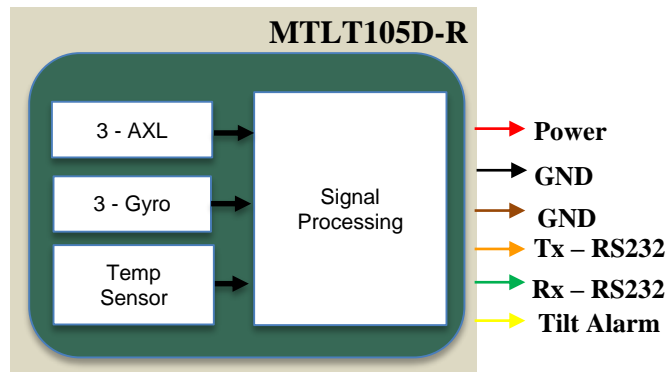 MTLT105D-R
3 - AXL
3 - Gyro
Temp
Sensor
Signal
Processing
Power
GND
GND
Tx – RS232
Rx – RS232
Tilt Alarm